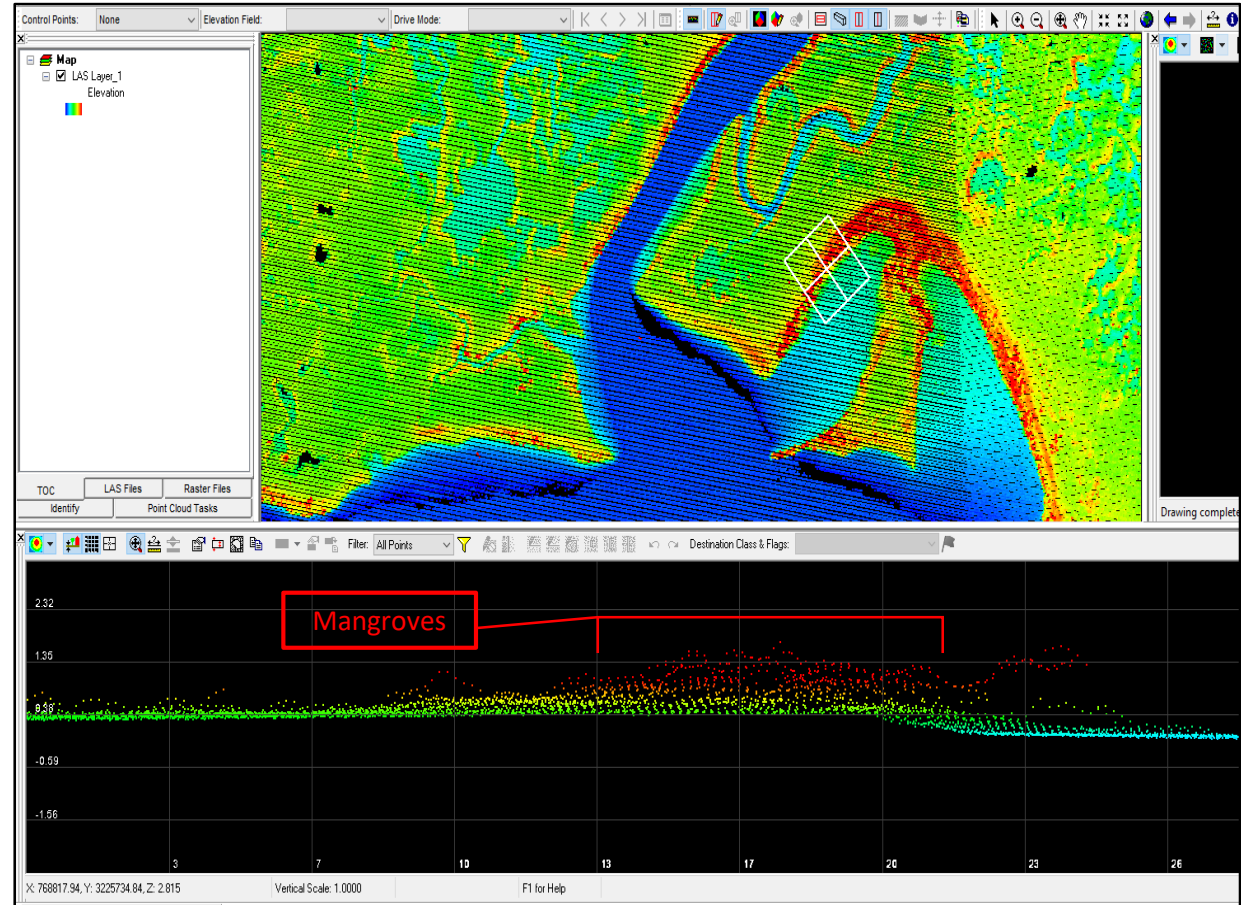 Control Points: None Elevation Field: Drive Mode:
Map
LAS Layer_1
Elevation
TOC LAS Files Raster Files
Identify Point Cloud Tasks
Drawing complete
Filter: All Points Destination Class & Flags:
2.32
Mangroves
1.35
0.38
-0.59
-1.56
3 7 10 13 17 20 23 26
X: 768817.94, Y: 3225734.84, Z: 2.815 Vertical Scale: 1.0000 F1 for Help